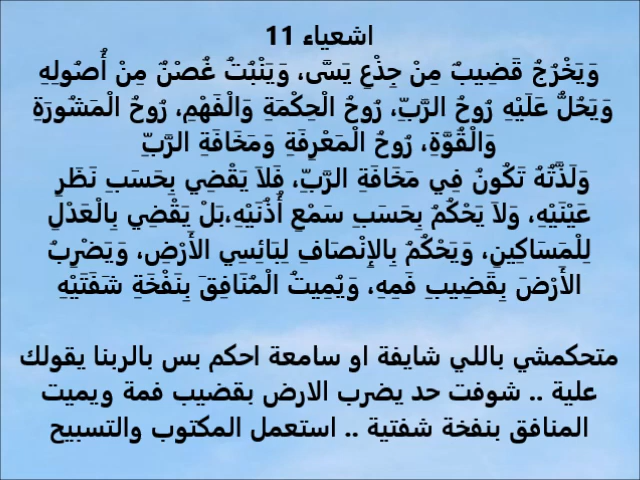 اشعياء 11
وَيَخْرُجُ قَضِيبٌ مِنْ جِذْعِ يَسَّى، وَيَنْبُتُ غُصْنٌ مِنْ أُصُولِهِ
وَيَحُلُّ عَلَيْهِ رُوحُ الرَّبِّ، رُوحُ الْحِكْمَةِ وَالْفَهْمِ، رُوحُ الْمَشُورَةِ
وَالْقُوَّةِ، رُوحُ الْمَعْرِفَةِ وَمَخَافَةِ الرَّبِّ
وَلَذَّتُهُ تَكُونُ فِي مَخَافَةِ الرَّبِّ، فَلاَ يَقْضِي بِحَسَبِ نَظَرِ
عَيْنَيْهِ، وَلاَ يَحْكُمُ بِحَسَبِ سَمْعِ أُذُنَيْهِ،بَلْ يَقْضِي بِالْعَدْلِ
لِلْمَسَاكِينِ، وَيَحْكُمُ بِالإِنْصَافِ لِبَائِسِي الأَرْضِ، وَيَضْرِبُ
الأَرْضَ بِقَضِيبِ فَمِهِ، وَيُمِيتُ الْمُنَافِقَ بِنَفْخَةِ شَفَتَيْهِ
متحكمشي باللي شايفة او سامعة احكم بس بالربنا يقولك
علية .. شوفت حد يضرب الارض بقضيب فمة ويميت
المنافق بنفخة شفتية .. استعمل المكتوب والتسبيح